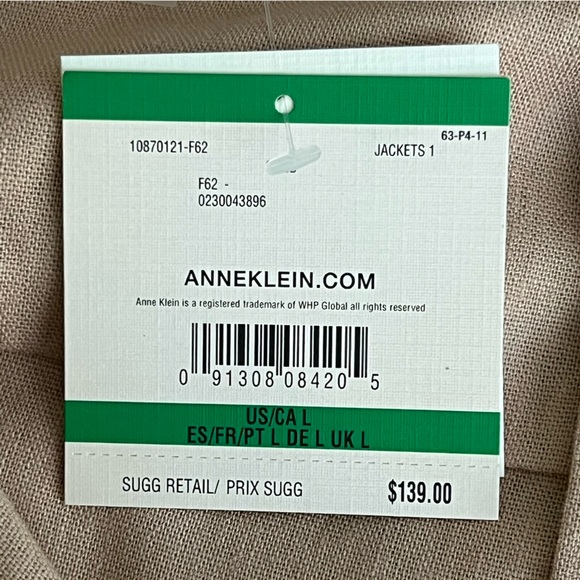 63-P4-11
10870121-F62 JACKETS 1
F62 -
0230043896
ANNEKLEIN.COM
Anne Klein is a registered trademark of WHP Global all rights reserved
0 91308 08420 5
US/CA L
ES/FR/PT L DE L UK L
SUGG RETAIL/ PRIX SUGG $139.00